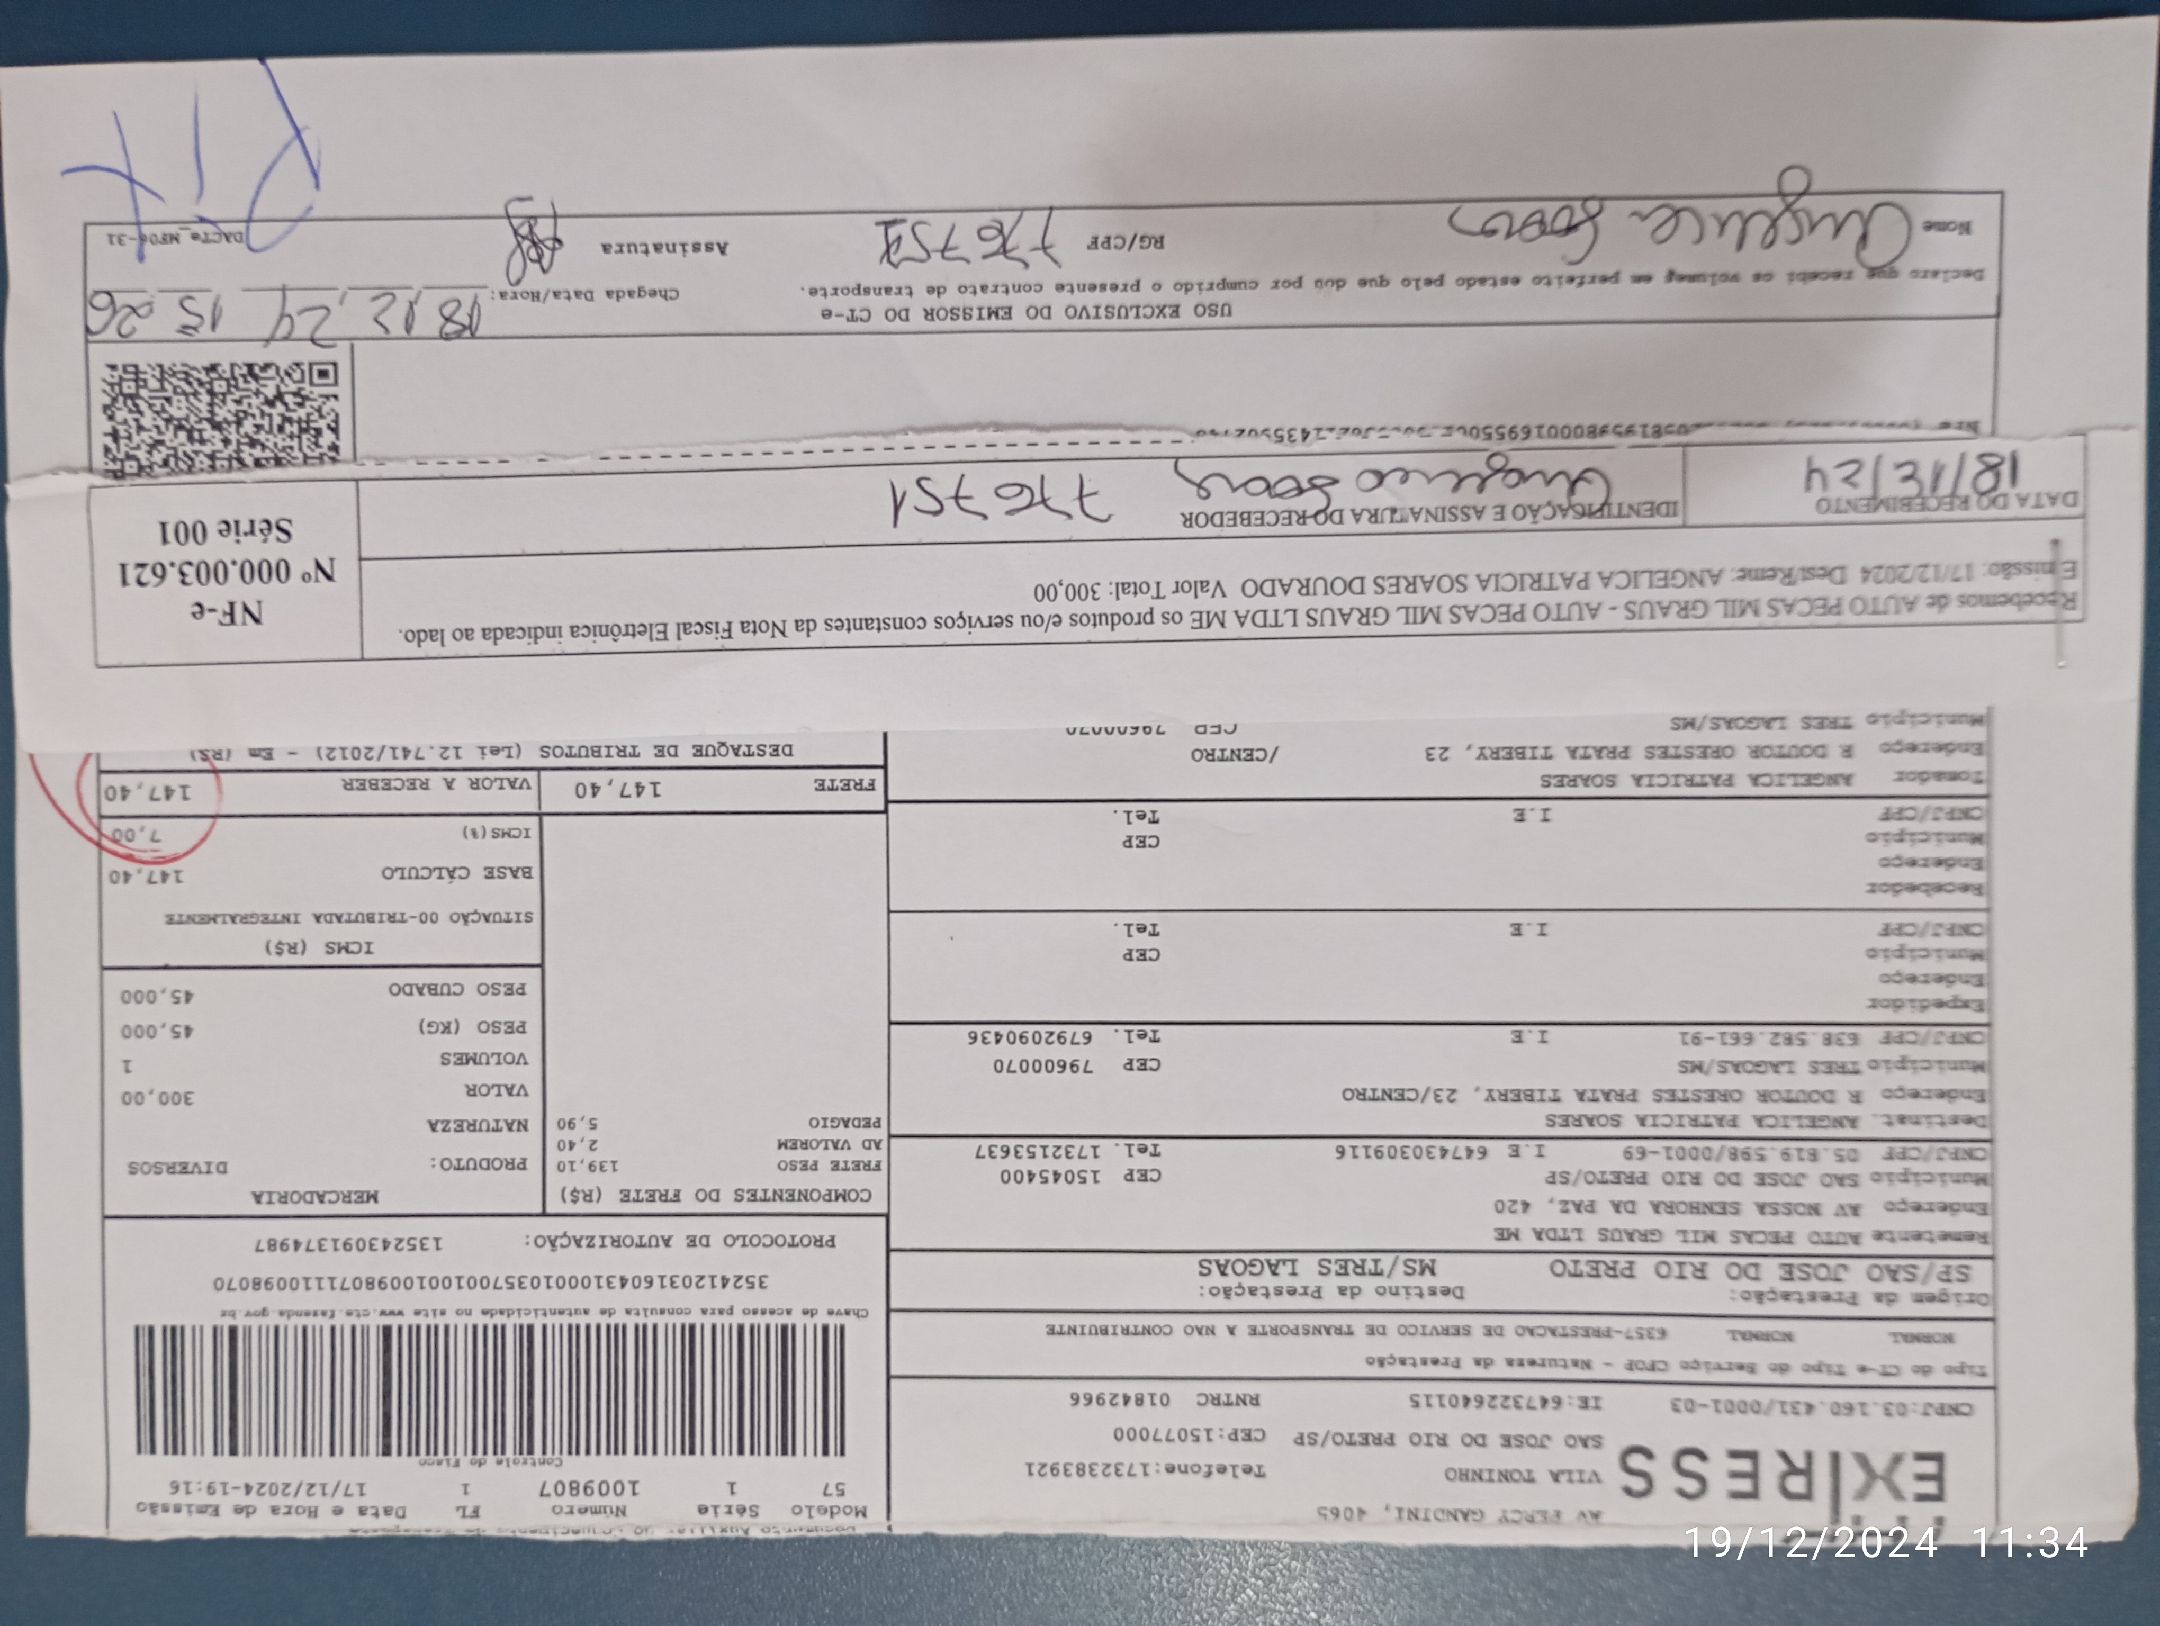 EX RESS
AV PERCY GANDINI, 4065
VILA TONINHO Telefone:1732383921
SAO JOSE DO RIO PRETO/SP CEP:15077000
CNPJ:03.160.431/0001-03 IE:647322640115 RNTRC 01842966
Modelo Série Número FL Data e Hora de Emissão
57 1 1009807 1 17/12/2024-19:16
Controle do Fisco
Chave de acesso para consulta de autenticidade no site www.cte.fazenda.gov.br
35241203160431000103570010010098071110098070
PROTOCOLO DE AUTORIZAÇÃO: 135243091374987
Tipo do CT-e Tipo do Serviço CFOP - Natureza da Prestação
NORMAL NORMAL 6357-PRESTACAO DE SERVICO DE TRANSPORTE A NAO CONTRIBUINTE
Origem da Prestação: Destino da Prestação:
SP/SAO JOSE DO RIO PRETO MS/TRES LAGOAS
Remetente AUTO PECAS MIL GRAUS LTDA ME
Endereço AV NOSSA SENHORA DA PAZ, 420
Município SAO JOSE DO RIO PRETO/SP CEP 15045400
CNPJ/CPF 05.819.598/0001-69 I.E 647430309116 Tel. 1732153637
Destinat. ANGELICA PATRICIA SOARES
Endereço R DOUTOR ORESTES PRATA TIBERY, 23/CENTRO
Município TRES LAGOAS/MS CEP 79600070
CNPJ/CPF 638.582.661-91 I.E Tel. 6792090436
Expedidor
Endereço
Município CEP
CNPJ/CPF I.E Tel.
Recebedor
Endereço
Município CEP
CNPJ/CPF I.E Tel.
Tomador ANGELICA PATRICIA SOARES
Endereço R DOUTOR ORESTES PRATA TIBERY, 23 /CENTRO
Município TRES LAGOAS/MS CEP 79600070
COMPONENTES DO FRETE (R$)
FRETE PESO 139,10
AD VALOREM 2,40
PEDAGIO 5,90
MERCADORIA
PRODUTO: DIVERSOS
NATUREZA
VALOR 300,00
VOLUMES 1
PESO (KG) 45,000
PESO CUBADO 45,000
ICMS (R$)
SITUAÇÃO 00-TRIBUTADA INTEGRALMENTE
BASE CÁLCULO 147,40
ICMS(%) 7,00
FRETE 147,40 VALOR A RECEBER 147,40
DESTAQUE DE TRIBUTOS (Lei 12.741/2012) - Em (R$)
Recebemos de AUTO PECAS MIL GRAUS - AUTO PECAS MIL GRAUS LTDA ME os produtos e/ou serviços constantes da Nota Fiscal Eletrônica indicada ao lado.
Emissão: 17/12/2024 Dest/Reme: ANGELICA PATRICIA SOARES DOURADO Valor Total: 300,00
DATA DO RECEBIMENTO
18/12/24
IDENTIFICAÇÃO E ASSINATURA DO RECEBEDOR
Angelica Soares 776751
NF-e
Nº 000.003.621
Série 001
USO EXCLUSIVO DO EMISSOR DO CT-e
Declaro que recebi os volumes em perfeito estado pelo que dou por cumprido o presente contrato de transporte.
Chegada Data/Hora: 18 12 24 15 26
Nome Angelica Soares RG/CPF 776751 Assinatura
DACTe_MF06-31
19/12/2024 11:34